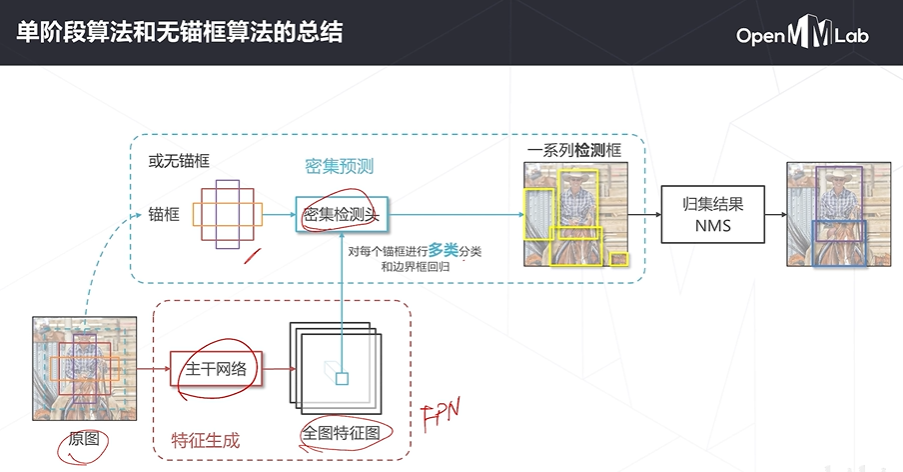 单阶段算法和无锚框算法的总结
OpenMMLab
或无锚框
密集预测
一系列检测框
锚框
密集检测头
归集结果
NMS
对每个锚框进行多类分类
和边界框回归
主干网络
FPN
原图
特征生成
全图特征图